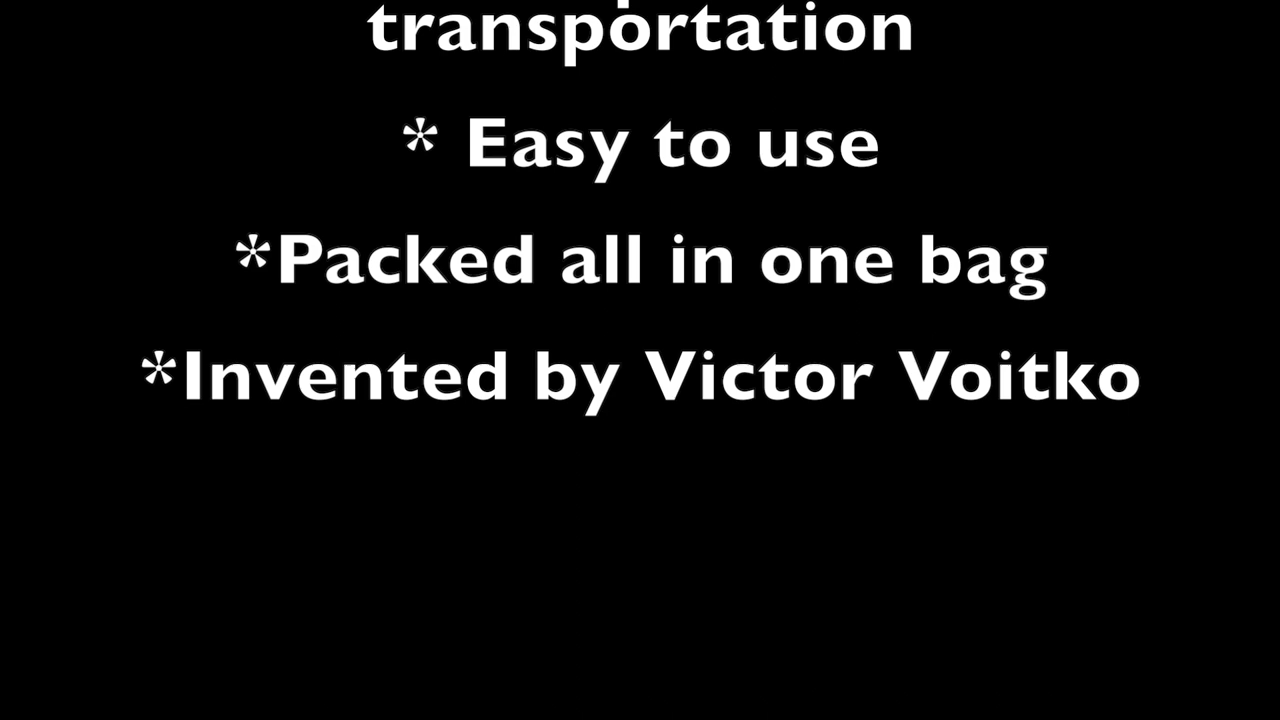 transportation
* Easy to use
*Packed all in one bag
*Invented by Victor Voitko